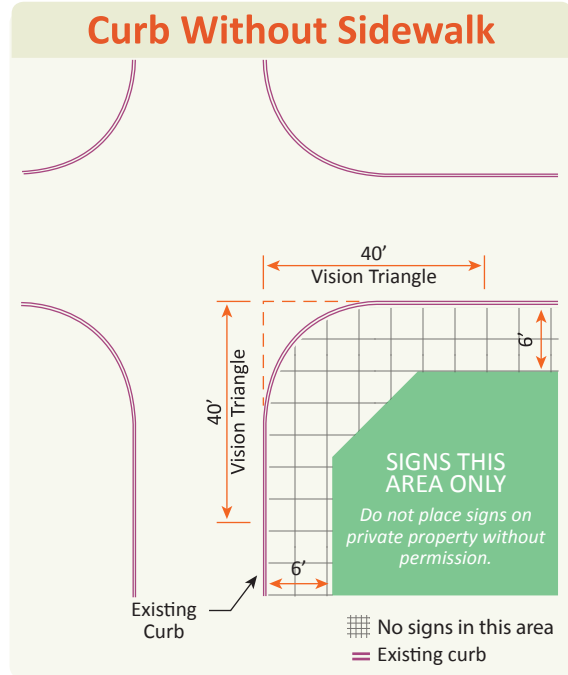 Curb Without Sidewalk
40’
Vision Triangle
6’
40’
Vision Triangle
SIGNS THIS
AREA ONLY
Do not place signs on
private property without
permission.
6’
Existing
Curb
No signs in this area
Existing curb